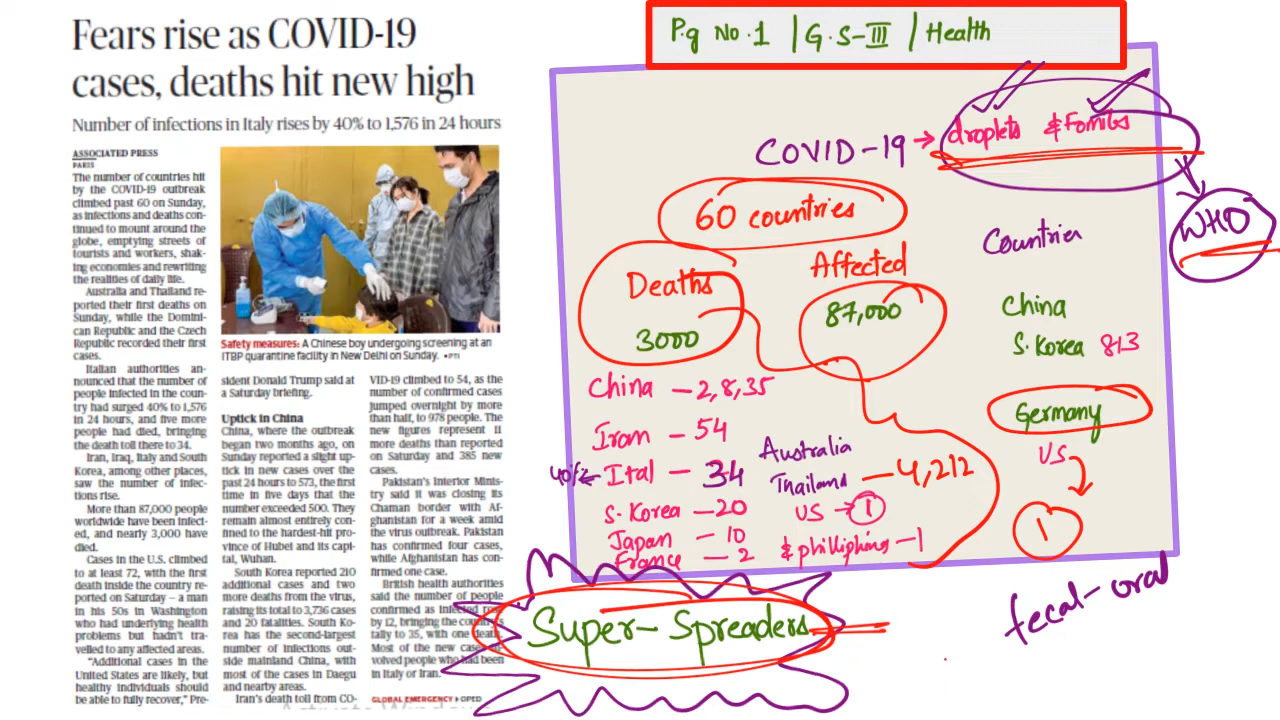 Fears rise as COVID-19
cases, deaths hit new high
Number of infections in Italy rises by 40% to 1,576 in 24 hours
ASSOCIATED PRESS
PARIS
The number of countries hit
by the COVID-19 outbreak
climbed past 60 on Sunday,
as infections and deaths con-
tinued to mount around the
globe, emptying streets of
tourists and workers, shak-
ing economies and rewriting
the realities of daily life.
Australia and Thailand re-
ported their first deaths on
Sunday, while the Domini-
can Republic and the Czech
Republic recorded their first
cases.
Italian authorities an-
nounced that the number of
people infected in the coun-
try had surged 40% to 1,576
in 24 hours, and five more
people had died, bringing
the death toll there to 34.
Iran, Iraq, Italy and South
Korea, among other places,
saw the number of infec-
tions rise.
More than 87,000 people
worldwide have been infect-
ed, and nearly 3,000 have
died.
Cases in the U.S. climbed
to at least 72, with the first
death inside the country re-
ported on Saturday – a man
in his 50s in Washington
who had underlying health
problems but hadn't tra-
velled to any affected areas.
"Additional cases in the
United States are likely, but
healthy individuals should
be able to fully recover," Pre-
Safety measures: A Chinese boy undergoing screening at an
ITBP quarantine facility in New Delhi on Sunday. •PTI
sident Donald Trump said at
a Saturday briefing.
Uptick in China
China, where the outbreak
began two months ago, on
Sunday reported a slight up-
tick in new cases over the
past 24 hours to 573, the first
time in five days that the
number exceeded 500. They
remain almost entirely con-
fined to the hardest-hit pro-
vince of Hubei and its capi-
tal, Wuhan.
South Korea reported 210
additional cases and two
more deaths from the virus,
raising its total to 3,736 cases
and 20 fatalities. South Ko-
rea has the second-largest
number of infections out-
side mainland China, with
most of the cases in Daegu
and nearby areas.
Iran's death toll from CO-
VID-19 climbed to 54, as the
number of confirmed cases
jumped overnight by more
than half, to 978 people. The
new figures represent 11
more deaths than reported
on Saturday and 385 new
cases.
Pakistan's Interior Minis-
try said it was closing its
Chaman border with Af-
ghanistan for a week amid
the virus outbreak. Pakistan
has confirmed four cases,
while Afghanistan has con-
firmed one case.
British health authorities
said the number of people
confirmed as infected rose
by 12, bringing the country's
tally to 35, with one death.
Most of the new cases
volved people who had been
in Italy or Iran.
GLOBAL EMERGENCY ▸ OPED
P.g No.1 | G.S-III | Health
COVID-19 → droplets & Fomites
WHO
60 countries
Deaths
3000
Affected
87,000
China - 2,8,35
Iran - 54
40% ← Ital - 34
S. Korea - 20
Japan - 10
France - 2
Australia
Thailand - 4,212
US → 1
& philliphins - 1
Countries
China
S. Korea 813
Germany
US
1
Super-Spreaders
fecal-oral